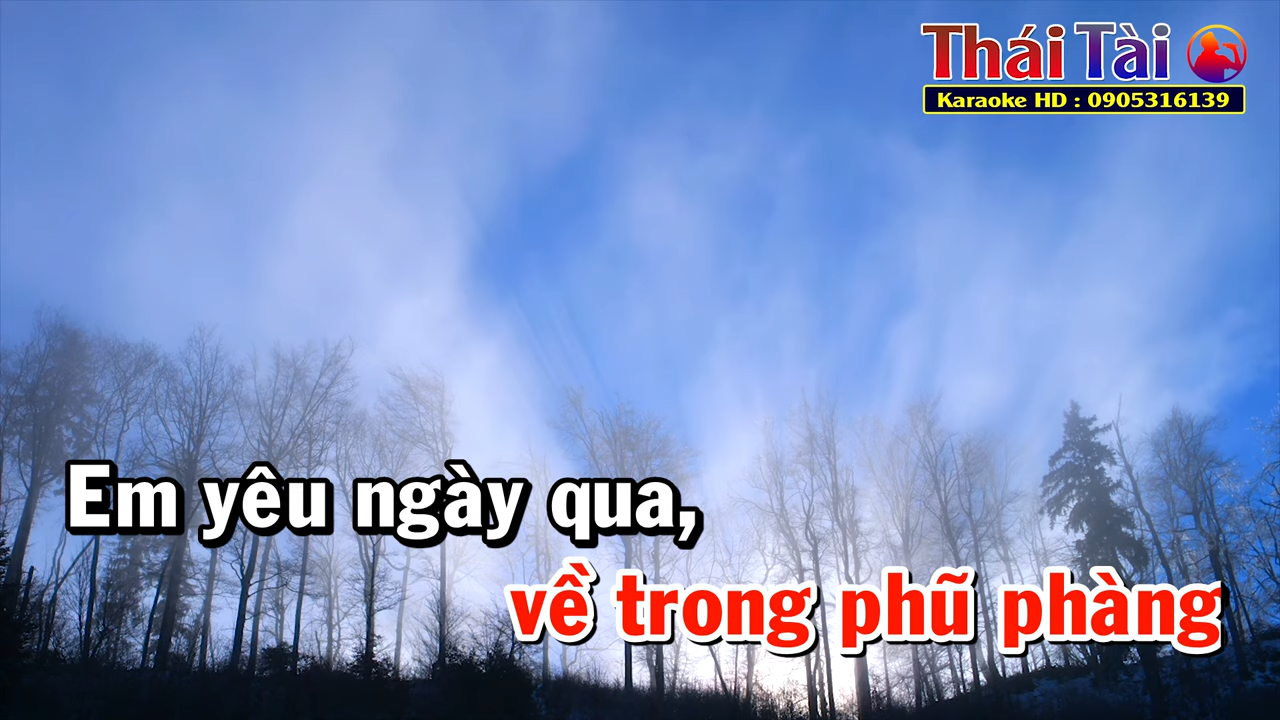 Thái Tài
Karaoke HD : 0905316139
Em yêu ngày qua,
về trong phũ phàng